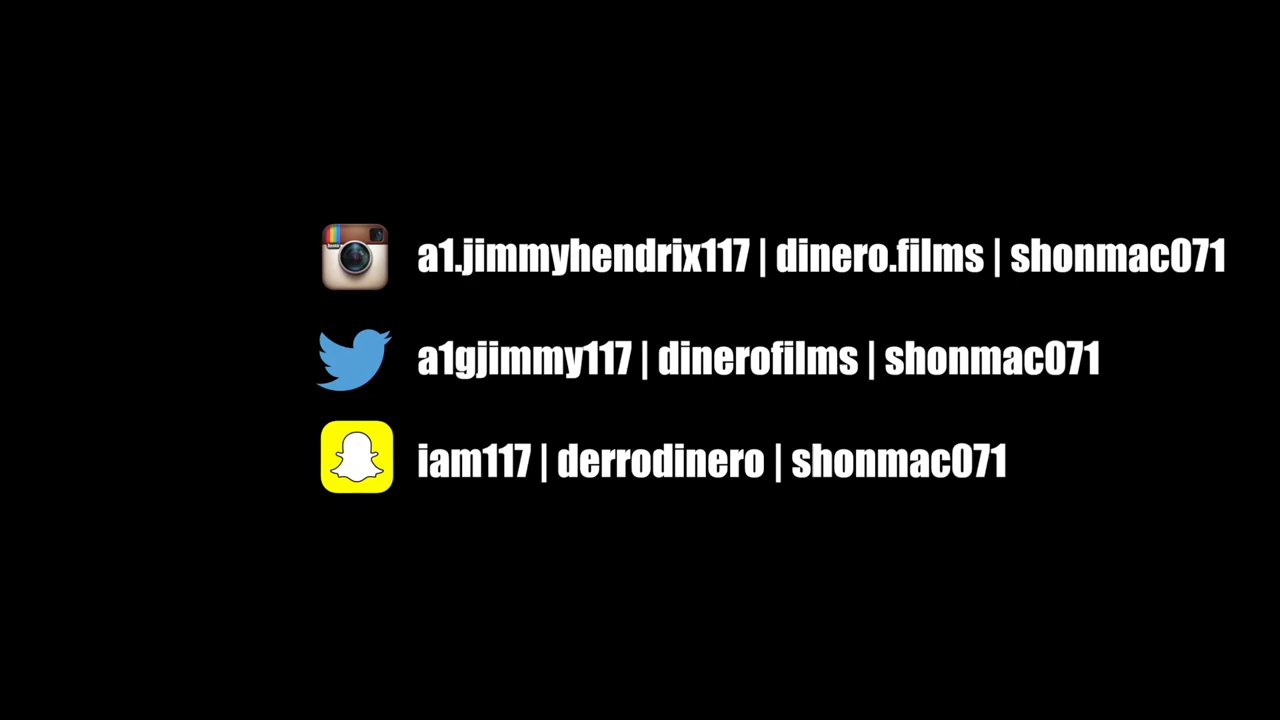 a1.jimmyhendrix117 | dinero.films | shonmac071
a1gjimmy117 | dinerofilms | shonmac071
iam117 | derrodinero | shonmac071